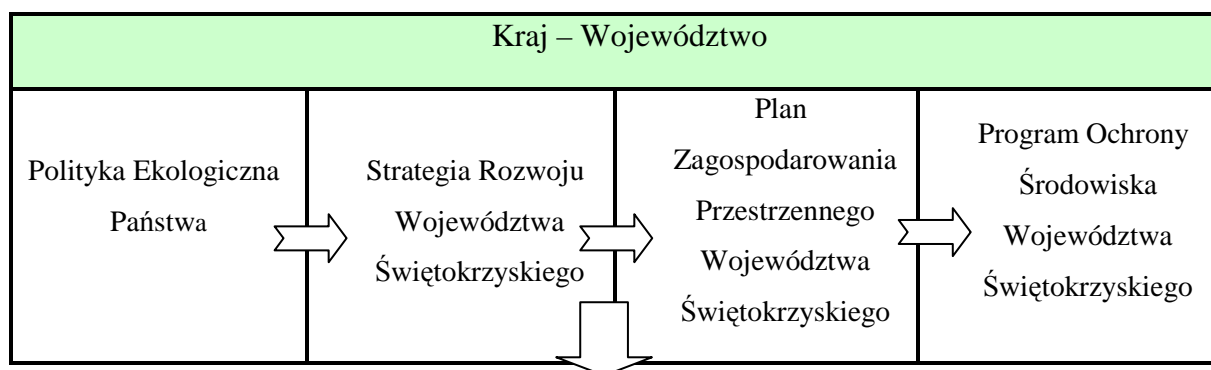 Kraj – Województwo
Polityka Ekologiczna
Państwa
Strategia Rozwoju
Województwa
Świętokrzyskiego
Plan
Zagospodarowania
Przestrzennego
Województwa
Świętokrzyskiego
Program Ochrony
Środowiska
Województwa
Świętokrzyskiego